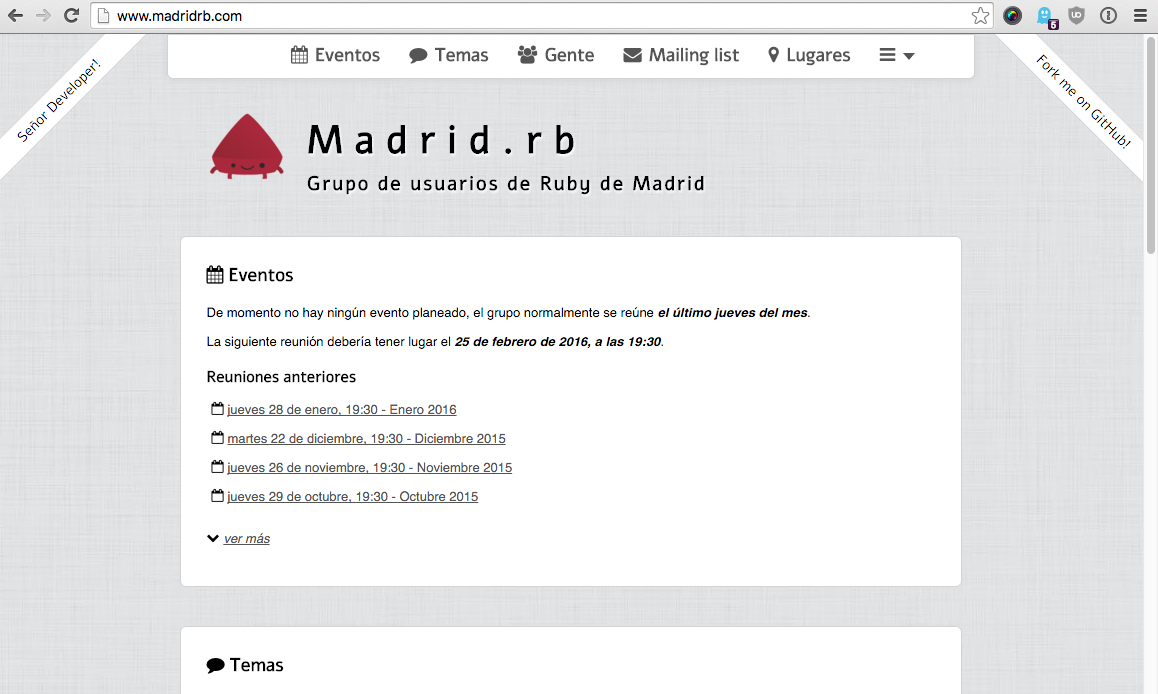 www.madridrb.com
5
Eventos Temas Gente Mailing list Lugares
Señor Developer!
Fork me on GitHub!
Madrid.rb
Grupo de usuarios de Ruby de Madrid
Eventos
De momento no hay ningún evento planeado, el grupo normalmente se reúne el último jueves del mes.
La siguiente reunión debería tener lugar el 25 de febrero de 2016, a las 19:30.
Reuniones anteriores
jueves 28 de enero, 19:30 - Enero 2016
martes 22 de diciembre, 19:30 - Diciembre 2015
jueves 26 de noviembre, 19:30 - Noviembre 2015
jueves 29 de octubre, 19:30 - Octubre 2015
ver más
Temas